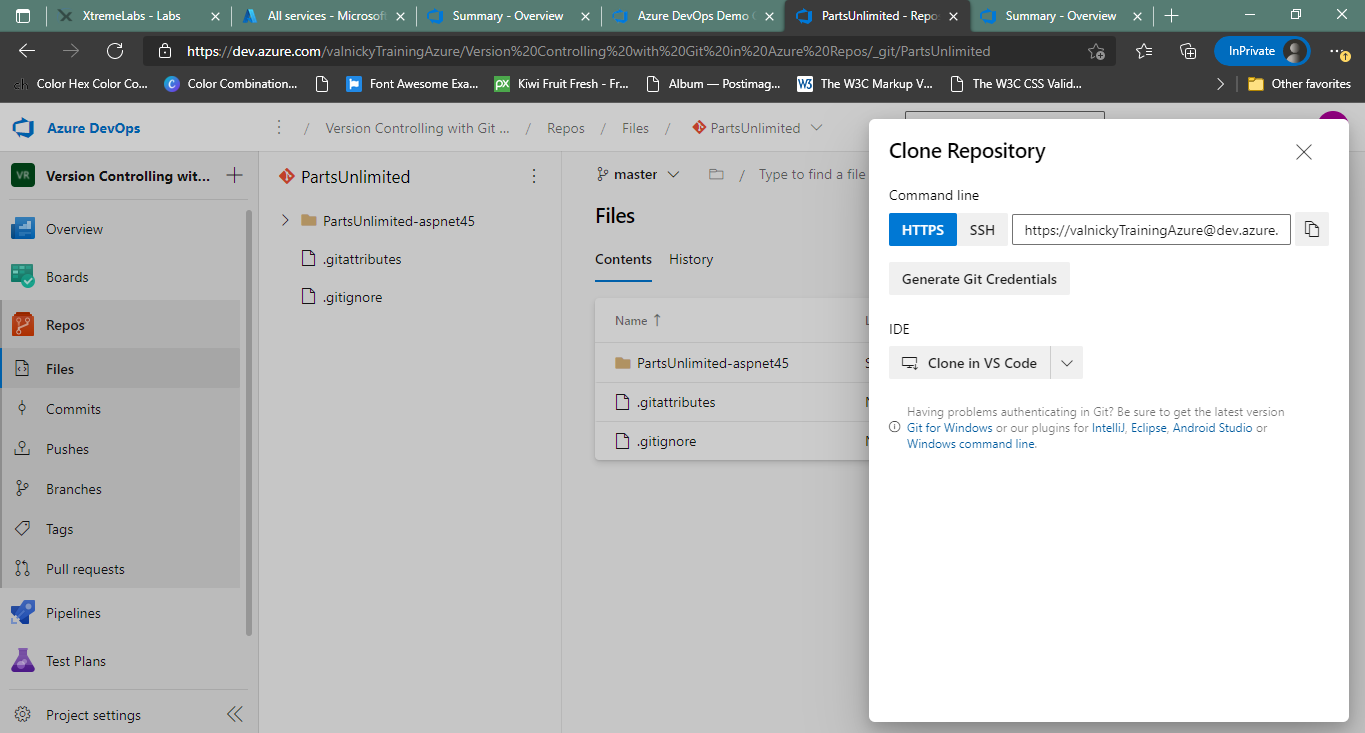 XtremeLabs - Labs
All services - Microsoft
Summary - Overview
Azure DevOps Demo
PartsUnlimited - Repos
Summary - Overview
https://dev.azure.com/valnickyTrainingAzure/Version%20Controlling%20with%20Git%20in%20Azure%20Repos/_git/PartsUnlimited
InPrivate
ch
Color Hex Color Co...
Color Combination...
Font Awesome Exa...
px
Kiwi Fruit Fresh - Fr...
Album — Postimag...
W3
The W3C Markup V...
The W3C CSS Valid...
Other favorites
Azure DevOps
/ Version Controlling with Git ... / Repos / Files / PartsUnlimited
VR
Version Controlling wit...
Overview
Boards
Repos
Files
Commits
Pushes
Branches
Tags
Pull requests
Pipelines
Test Plans
Project settings
PartsUnlimited
PartsUnlimited-aspnet45
.gitattributes
.gitignore
master
/ Type to find a file
Files
Contents
History
Name
PartsUnlimited-aspnet45
.gitattributes
.gitignore
Clone Repository
Command line
HTTPS
SSH
https://valnickyTrainingAzure@dev.azure.
Generate Git Credentials
IDE
Clone in VS Code
Having problems authenticating in Git? Be sure to get the latest version
Git for Windows or our plugins for IntelliJ, Eclipse, Android Studio or
Windows command line.